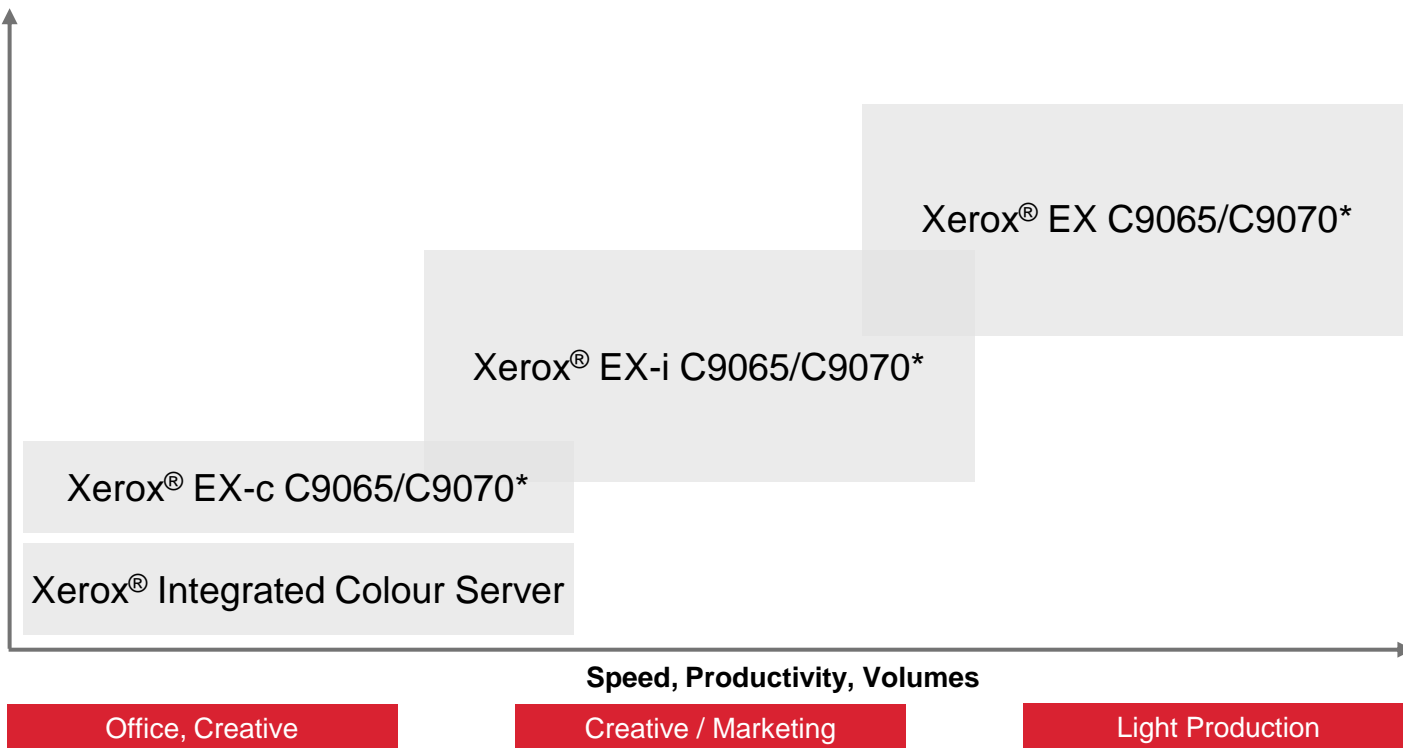 Xerox® EX C9065/C9070*
Xerox® EX-i C9065/C9070*
Xerox® EX-c C9065/C9070*
Xerox® Integrated Colour Server
Speed, Productivity, Volumes
Office, Creative
Creative / Marketing
Light Production